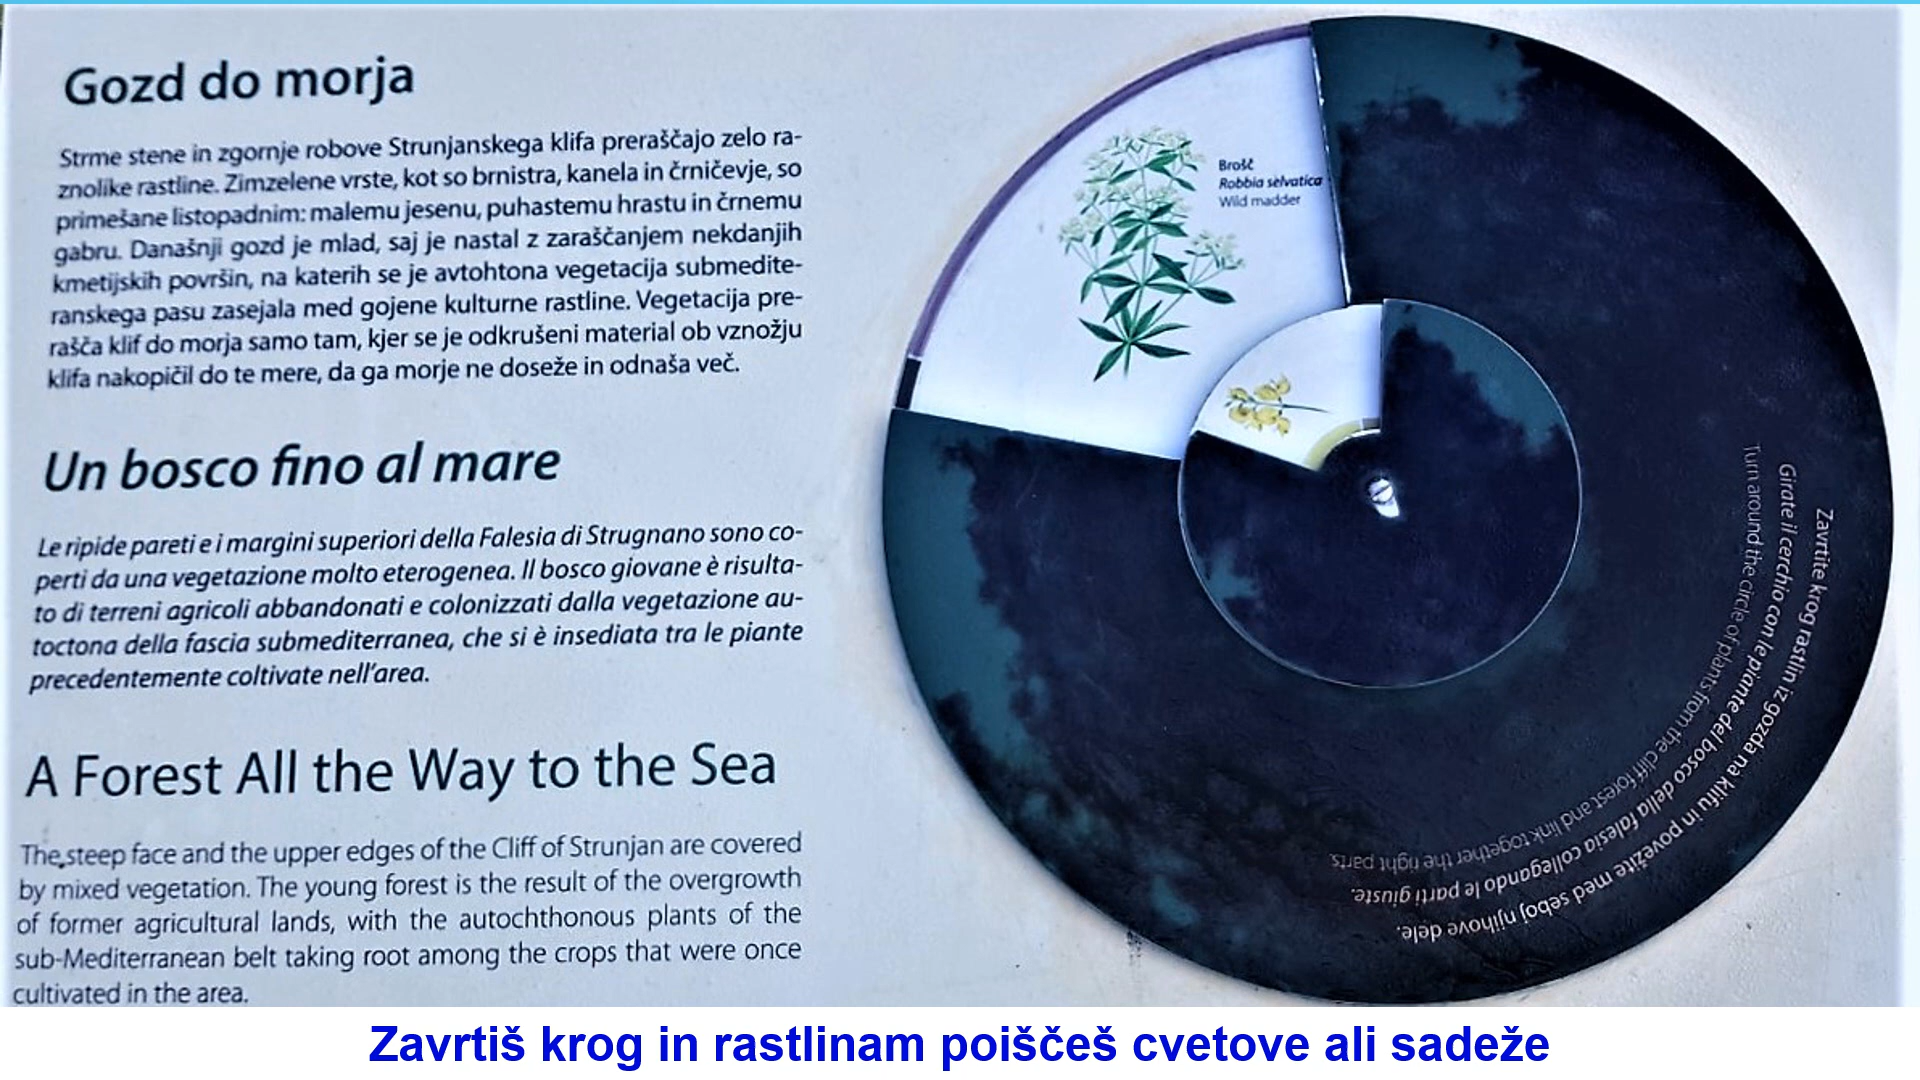 Gozd do morja
Strme stene in zgornje robove Strunjanskega klifa preraščajo zelo ra-
znolike rastline. Zimzelene vrste, kot so brnistra, kanela in črničevje, so
primešane listopadnim: malemu jesenu, puhastemu hrastu in črnemu
gabru. Današnji gozd je mlad, saj je nastal z zaraščanjem nekdanjih
kmetijskih površin, na katerih se je avtohtona vegetacija submedite-
ranskega pasu zasejala med gojene kulturne rastline. Vegetacija pre-
rašča klif do morja samo tam, kjer se je odkrušeni material ob vznožju
klifa nakopičil do te mere, da ga morje ne doseže in odnaša več.
Un bosco fino al mare
Le ripide pareti e i margini superiori della Falesia di Strugnano sono co-
perti da una vegetazione molto eterogenea. Il bosco giovane è risulta-
to di terreni agricoli abbandonati e colonizzati dalla vegetazione au-
toctona della fascia submediterranea, che si è insediata tra le piante
precedentemente coltivate nell'area.
A Forest All the Way to the Sea
The steep face and the upper edges of the Cliff of Strunjan are covered
by mixed vegetation. The young forest is the result of the overgrowth
of former agricultural lands, with the autochthonous plants of the
sub-Mediterranean belt taking root among the crops that were once
cultivated in the area.
Brošč
Robbia selvatica
Wild madder
Zavrtite krog rastlin iz gozda na klifu in povežite med seboj njihove dele.
Girate il cerchio con le piante del bosco della falesia collegando le parti giuste.
Turn around the circle of plants from the cliff forest and link together the right parts.
Zavrtiš krog in rastlinam poiščeš cvetove ali sadeže